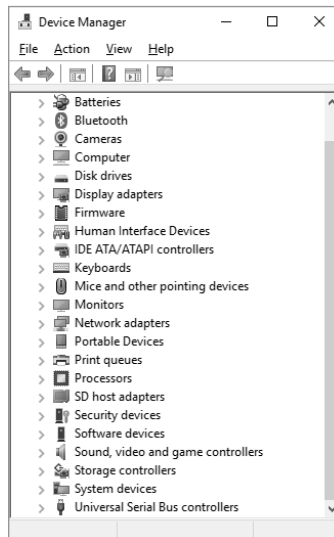 Device Manager
File Action View Help
Batteries
Bluetooth
Cameras
Computer
Disk drives
Display adapters
Firmware
Human Interface Devices
IDE ATA/ATAPI controllers
Keyboards
Mice and other pointing devices
Monitors
Network adapters
Portable Devices
Print queues
Processors
SD host adapters
Security devices
Software devices
Sound, video and game controllers
Storage controllers
System devices
Universal Serial Bus controllers